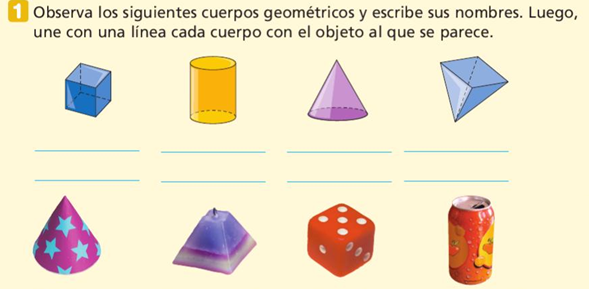 1 Observa los siguientes cuerpos geométricos y escribe sus nombres. Luego,
une con una línea cada cuerpo con el objeto al que se parece.